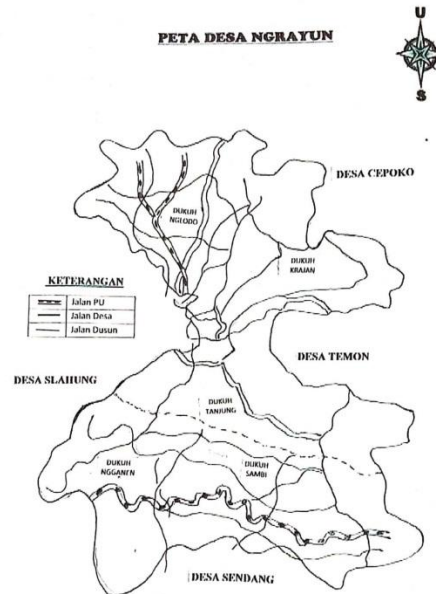 PETA DESA NGRAYUN
U
S
DESA CEPOKO
DUKUH
NGLODO
DUKUH
KRAJAN
KETERANGAN
Jalan PU
Jalan Desa
Jalan Dusun
DESA TEMON
DESA SLAHUNG
DUKUH
TANJUNG
DUKUH
NGGANEN
DUKUH
SAMBI
DESA SENDANG